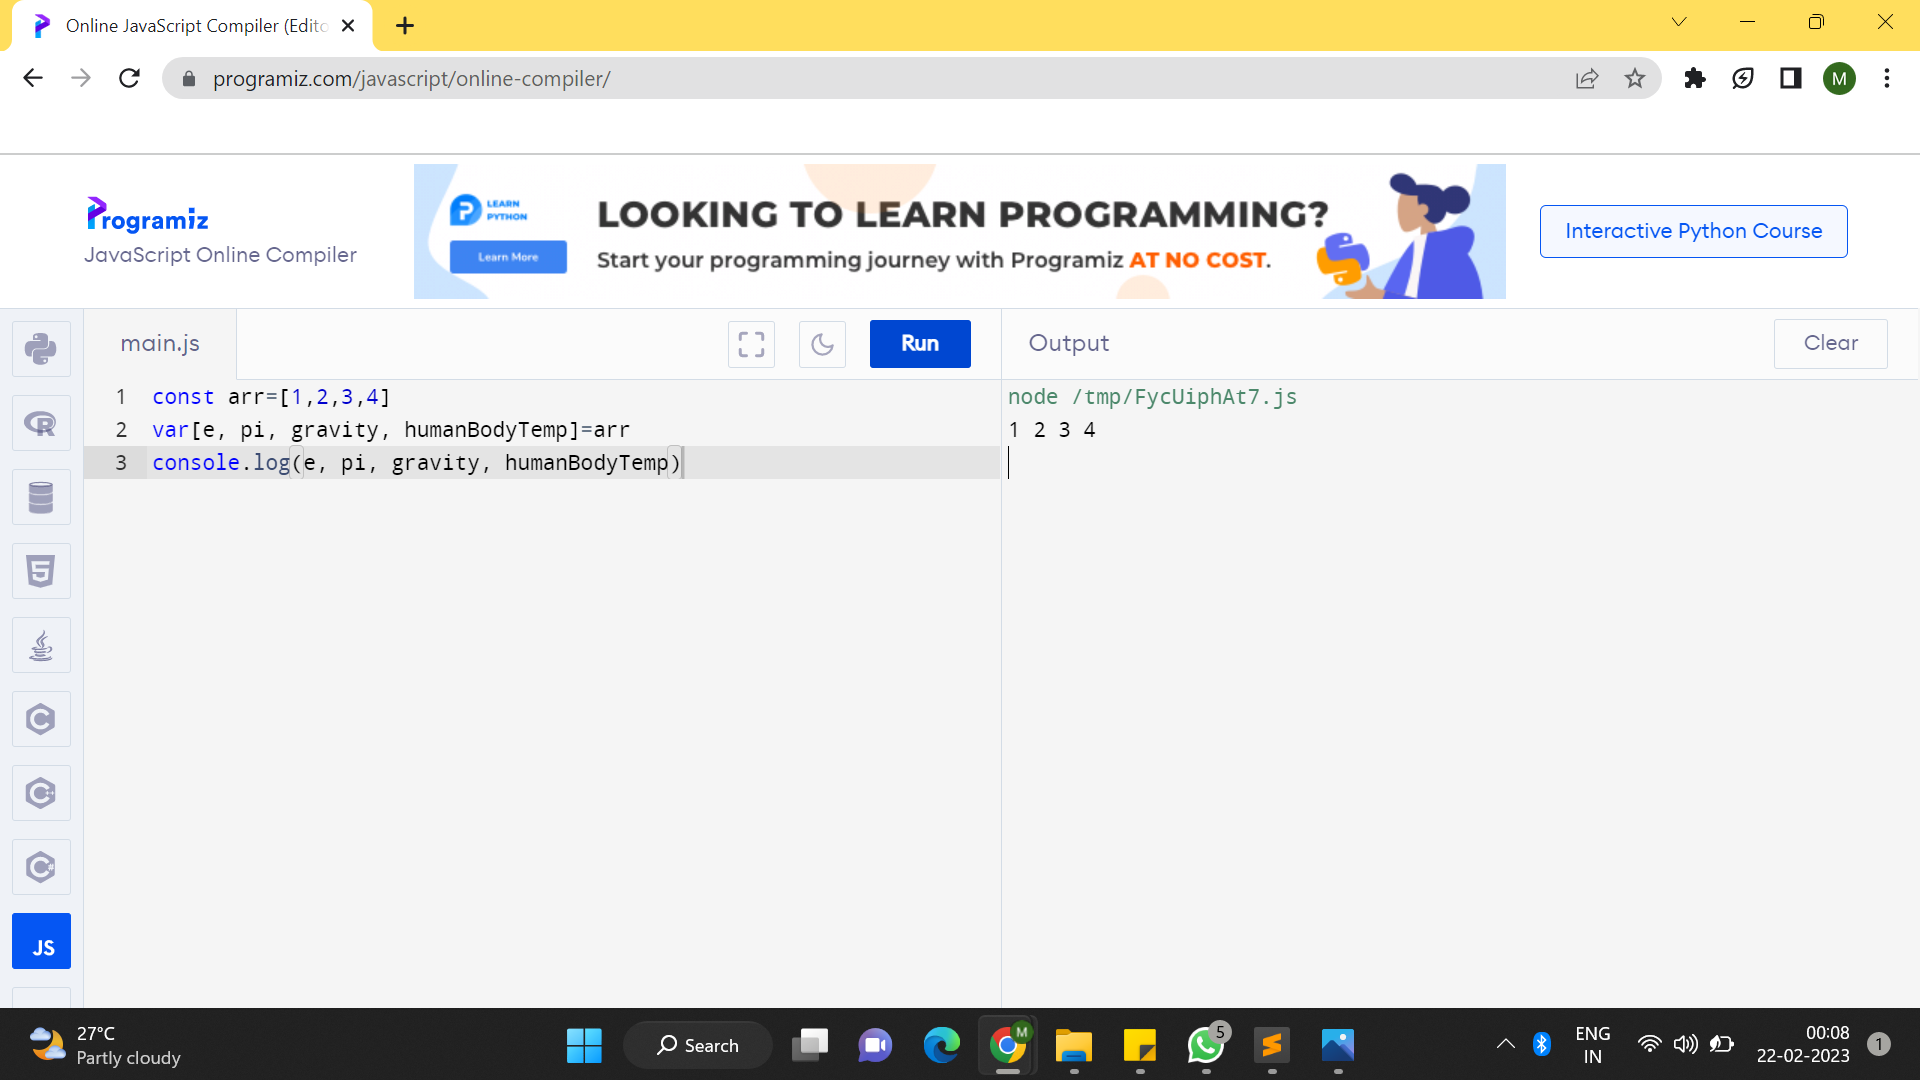 Online JavaScript Compiler (Edito
programiz.com/javascript/online-compiler/
M
Programiz
JavaScript Online Compiler
LEARN
PYTHON
Learn More
LOOKING TO LEARN PROGRAMMING?
Start your programming journey with Programiz AT NO COST.
Interactive Python Course
main.js
Run
Output
Clear
1 const arr=[1,2,3,4]
2 var[e, pi, gravity, humanBodyTemp]=arr
3 console.log(e, pi, gravity, humanBodyTemp)
node /tmp/FycUiphAt7.js
1 2 3 4
R
5
C
C
C
JS
27°C
Partly cloudy
Search
M
5
ENG
IN
00:08
22-02-2023
1